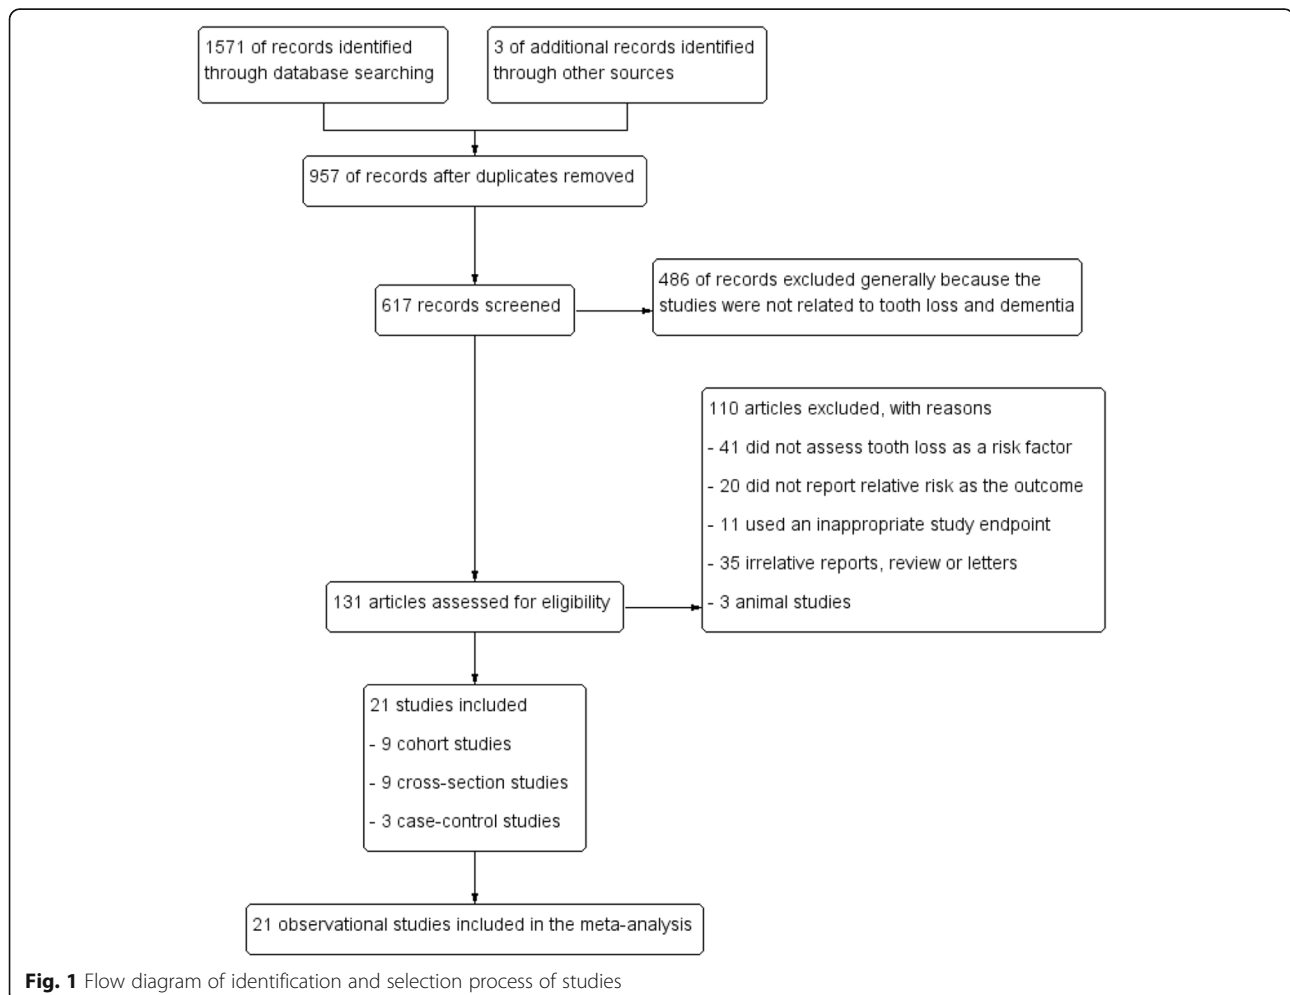 1571 of records identified
through database searching
3 of additional records identified
through other sources
957 of records after duplicates removed
617 records screened
486 of records excluded generally because the
studies were not related to tooth loss and dementia
110 articles excluded, with reasons
- 41 did not assess tooth loss as a risk factor
- 20 did not report relative risk as the outcome
- 11 used an inappropriate study endpoint
- 35 irrelative reports, review or letters
- 3 animal studies
131 articles assessed for eligibility
21 studies included
- 9 cohort studies
- 9 cross-section studies
- 3 case-control studies
21 observational studies included in the meta-analysis
Fig. 1 Flow diagram of identification and selection process of studies